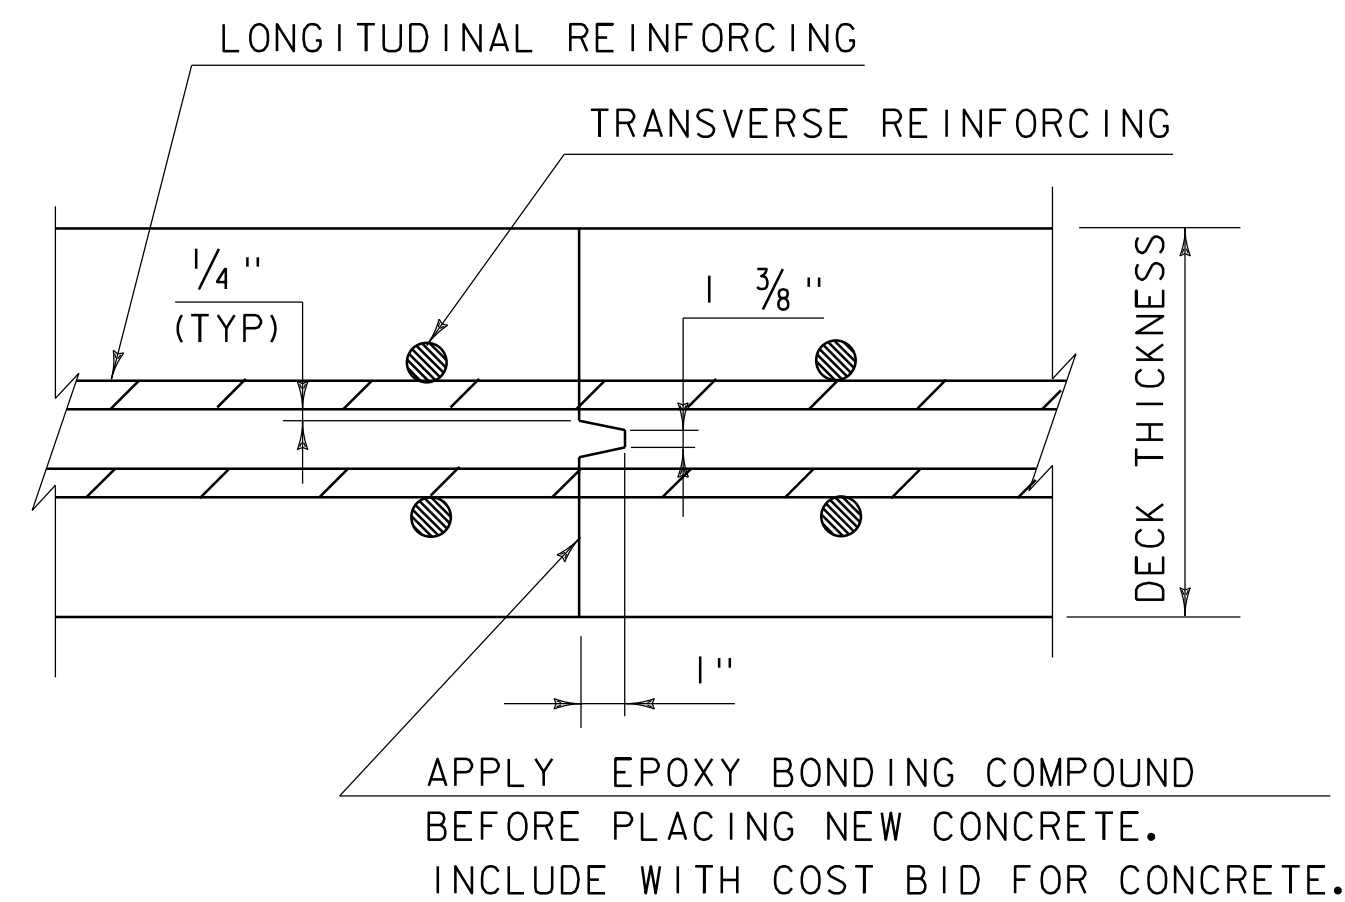 LONGITUDINAL REINFORCING
TRANSVERSE REINFORCING
1/4"
(TYP)
1 3/8"
DECK THICKNESS
1"
APPLY EPOXY BONDING COMPOUND
BEFORE PLACING NEW CONCRETE.
INCLUDE WITH COST BID FOR CONCRETE.